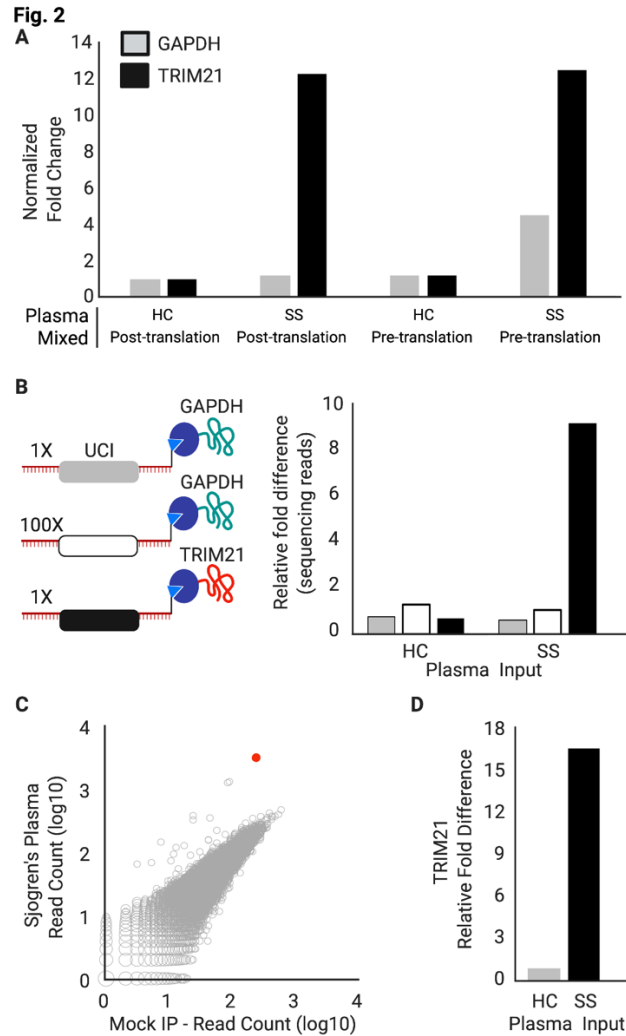 Fig. 2
A
GAPDH
TRIM21
Normalized
Fold Change
14
12
10
8
6
4
2
0
Plasma
Mixed
HC
Post-translation
SS
Post-translation
HC
Pre-translation
SS
Pre-translation
B
1X
UCI
GAPDH
100X
GAPDH
1X
TRIM21
Relative fold difference
(sequencing reads)
10
8
6
4
2
0
HC
SS
Plasma Input
C
Sjogren's Plasma
Read Count (log10)
4
3
2
1
0
0
1
2
3
4
Mock IP - Read Count (log10)
D
TRIM21
Relative Fold Difference
18
15
12
9
6
3
0
HC SS
Plasma Input